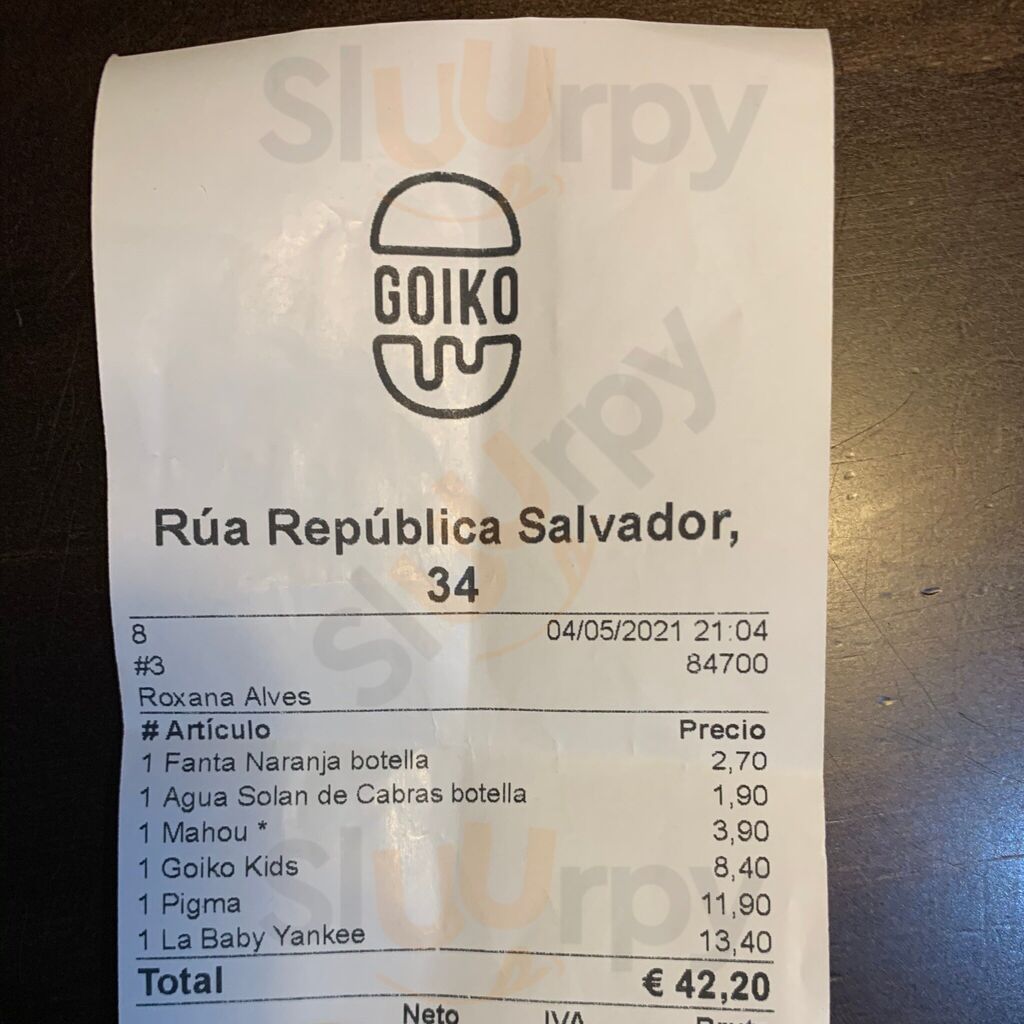 Sluurpy
GOIKO
Sluurpy
Rúa República Salvador,
34
8 04/05/2021 21:04
#3 84700
Roxana Alves
# Artículo Precio
1 Fanta Naranja botella 2,70
1 Agua Solan de Cabras botella 1,90
1 Mahou * 3,90
1 Goiko Kids 8,40
1 Pigma 11,90
1 La Baby Yankee 13,40
Sluurpy
Total € 42,20
Neto IVA